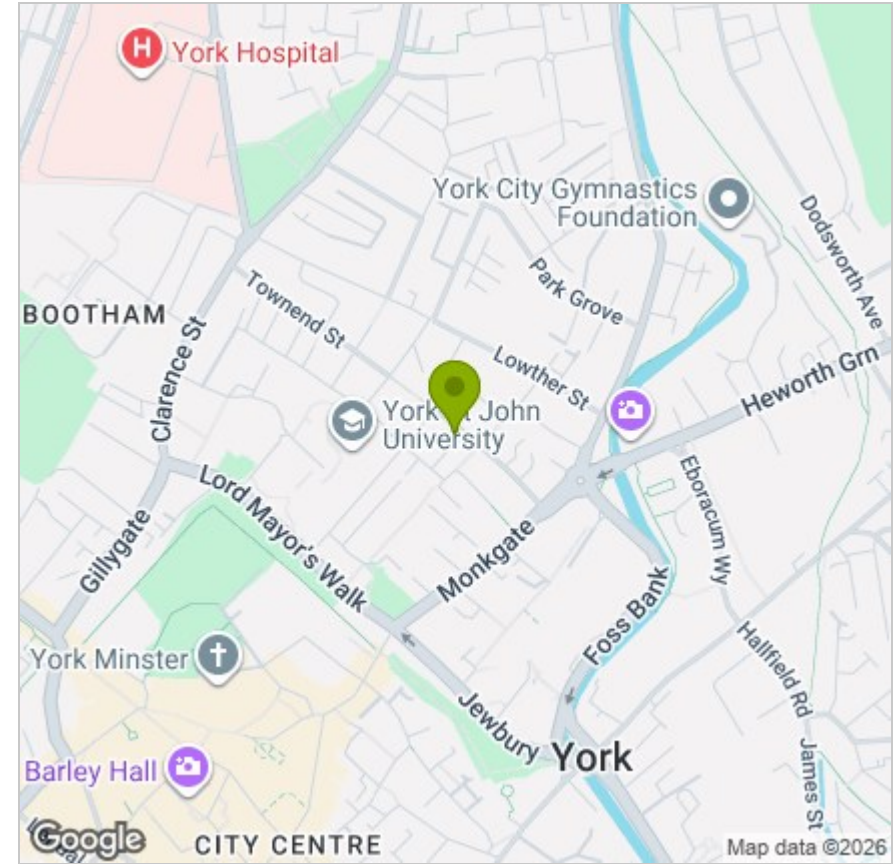 H
York Hospital
York City Gymnastics
Foundation
Dodsworth Ave
Park Grove
BOOTHAM
Townend St
Clarence St
Lowther St
Heworth Grn
York St John
University
Lord Mayor's Walk
Gillygate
Monkgate
Eboracum Wy
Foss Bank
York Minster
Hallfield Rd
Jewbury
York
James St
Barley Hall
Google
CITY CENTRE
Map data ©2026